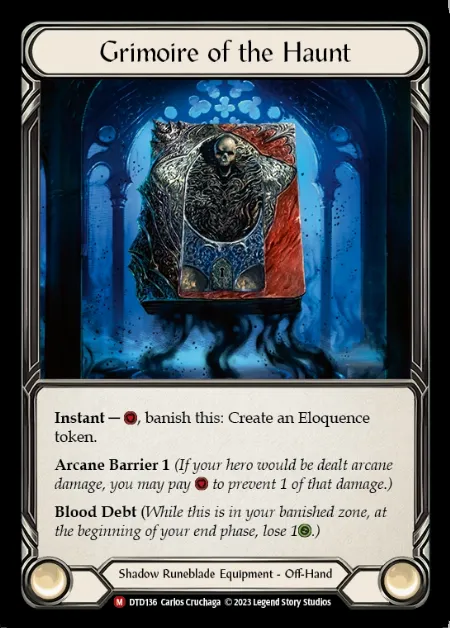 Grimoire of the Haunt
Instant — , banish this: Create an Eloquence
token.
Arcane Barrier 1 (If your hero would be dealt arcane
damage, you may pay to prevent 1 of that damage.)
Blood Debt (While this is in your banished zone, at
the beginning of your end phase, lose 1 .)
Shadow Runeblade Equipment - Off-Hand
M DTD136 Carlos Cruchaga © 2023 Legend Story Studios